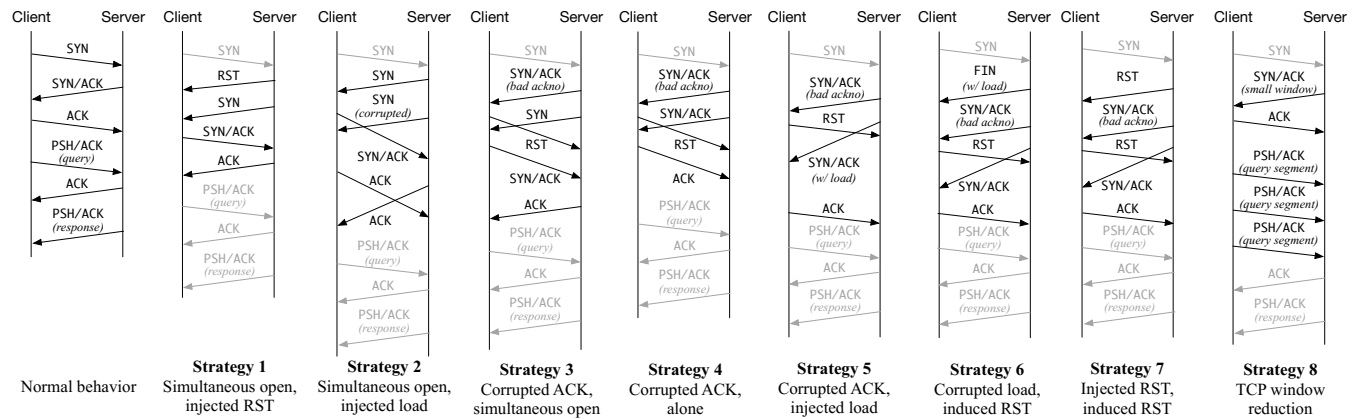 Client Server
SYN
SYN/ACK
ACK
PSH/ACK
(query)
ACK
PSH/ACK
(response)
Normal behavior
Client Server
SYN
RST
SYN
SYN/ACK
ACK
PSH/ACK
(query)
ACK
PSH/ACK
(response)
Strategy 1
Simultaneous open,
injected RST
Client Server
SYN
SYN
SYN
(corrupted)
SYN/ACK
ACK
ACK
PSH/ACK
(query)
ACK
PSH/ACK
(response)
Strategy 2
Simultaneous open,
injected load
Client Server
SYN
SYN/ACK
(bad ackno)
SYN
RST
SYN/ACK
ACK
PSH/ACK
(query)
ACK
PSH/ACK
(response)
Strategy 3
Corrupted ACK,
simultaneous open
Client Server
SYN
SYN/ACK
(bad ackno)
SYN/ACK
RST
ACK
PSH/ACK
(query)
ACK
PSH/ACK
(response)
Strategy 4
Corrupted ACK,
alone
Client Server
SYN
SYN/ACK
(bad ackno)
RST
SYN/ACK
(w/ load)
ACK
PSH/ACK
(query)
ACK
PSH/ACK
(response)
Strategy 5
Corrupted ACK,
injected load
Client Server
SYN
FIN
(w/ load)
SYN/ACK
(bad ackno)
RST
SYN/ACK
ACK
PSH/ACK
(query)
ACK
PSH/ACK
(response)
Strategy 6
Corrupted load,
induced RST
Client Server
SYN
RST
SYN/ACK
(bad ackno)
RST
SYN/ACK
ACK
PSH/ACK
(query)
ACK
PSH/ACK
(response)
Strategy 7
Injected RST,
induced RST
Client Server
SYN
SYN/ACK
(small window)
ACK
PSH/ACK
(query segment)
PSH/ACK
(query segment)
PSH/ACK
(query segment)
ACK
PSH/ACK
(response)
Strategy 8
TCP window
reduction